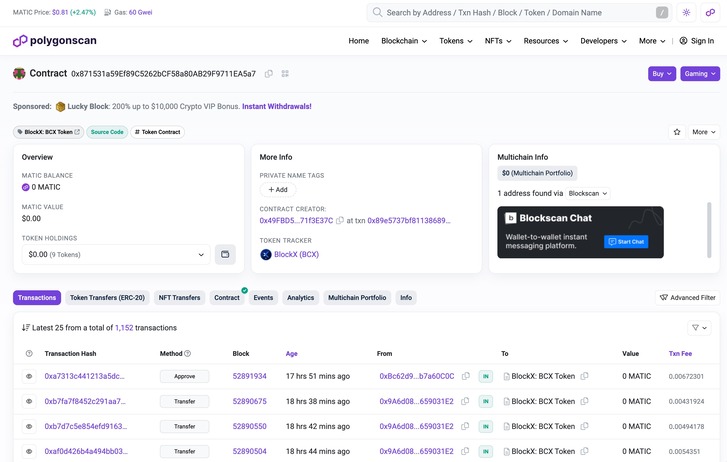 MATIC Price: $0.81 (+2.47%) Gas: 60 Gwei
Search by Address / Txn Hash / Block / Token / Domain Name /
polygonscan
Home Blockchain Tokens NFTs Resources Developers More Sign In
Contract 0x871531a59Ef89C5262bCF58a80AB29F9711EA5a7
Buy Gaming
Sponsored: Lucky Block: 200% up to $10,000 Crypto VIP Bonus. Instant Withdrawals!
BlockX: BCX Token Source Code # Token Contract
More
Overview
MATIC BALANCE
0 MATIC
MATIC VALUE
$0.00
TOKEN HOLDINGS
$0.00 (9 Tokens)
More Info
PRIVATE NAME TAGS
+ Add
CONTRACT CREATOR:
0x49FBD5...71f3E37C at txn 0x89e5737bf81138689...
TOKEN TRACKER
BlockX (BCX)
Multichain Info
$0 (Multichain Portfolio)
1 address found via Blockscan
Blockscan Chat
Wallet-to-wallet instant
messaging platform.
Start Chat
Transactions Token Transfers (ERC-20) NFT Transfers Contract Events Analytics Multichain Portfolio Info
Advanced Filter
Latest 25 from a total of 1,152 transactions
Transaction Hash Method Block Age From To Value Txn Fee
0xa7313c441213a5dc... Approve 52891934 17 hrs 51 mins ago 0xBc62d9...b7a60C0C IN BlockX: BCX Token 0 MATIC 0.00672301
0xb7fa7f8452c291aa7... Transfer 52890675 18 hrs 38 mins ago 0x9A6d08...659031E2 IN BlockX: BCX Token 0 MATIC 0.00431924
0xb7d7c5e854efd9163... Transfer 52890550 18 hrs 42 mins ago 0x9A6d08...659031E2 IN BlockX: BCX Token 0 MATIC 0.00494178
0xaf0d426b4a494bb03... Transfer 52890504 18 hrs 44 mins ago 0x9A6d08...659031E2 IN BlockX: BCX Token 0 MATIC 0.0054351